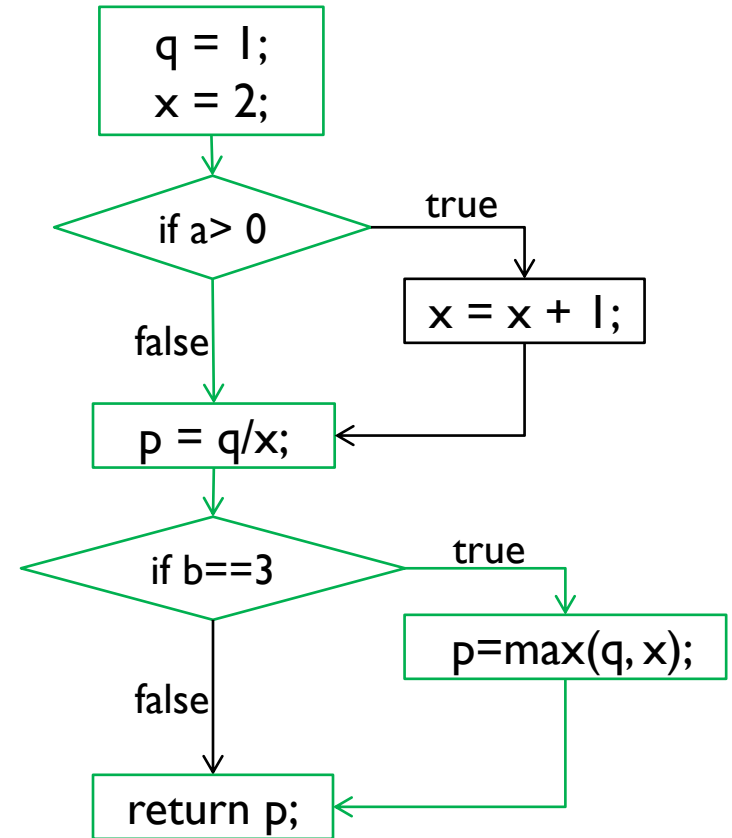 q = 1;
x = 2;
if a> 0
true
x = x + 1;
false
p = q/x;
if b==3
true
p=max(q, x);
false
return p;